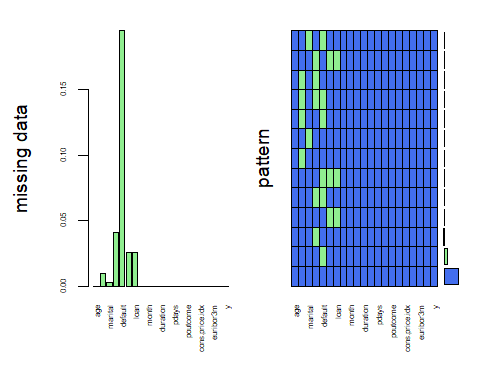 missing data
0.15
0.10
0.05
0.00
age
marital
default
loan
month
duration
pdays
poutcome
cons.price.idx
euribor3m
y
pattern
age
marital
default
loan
month
duration
pdays
poutcome
cons.price.idx
euribor3m
y